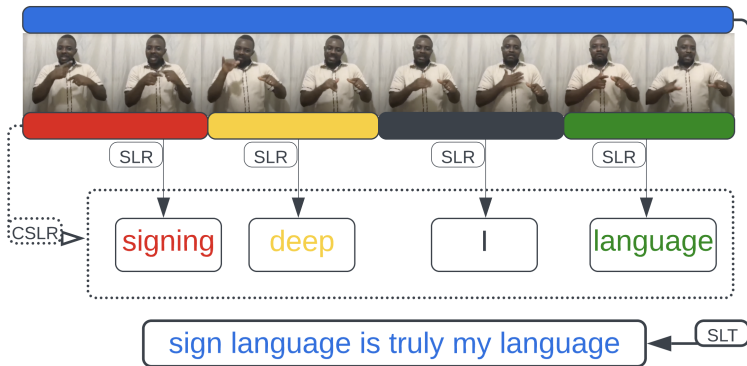 SLR SLR SLR SLR
CSLR
signing deep I language
SLT
sign language is truly my language